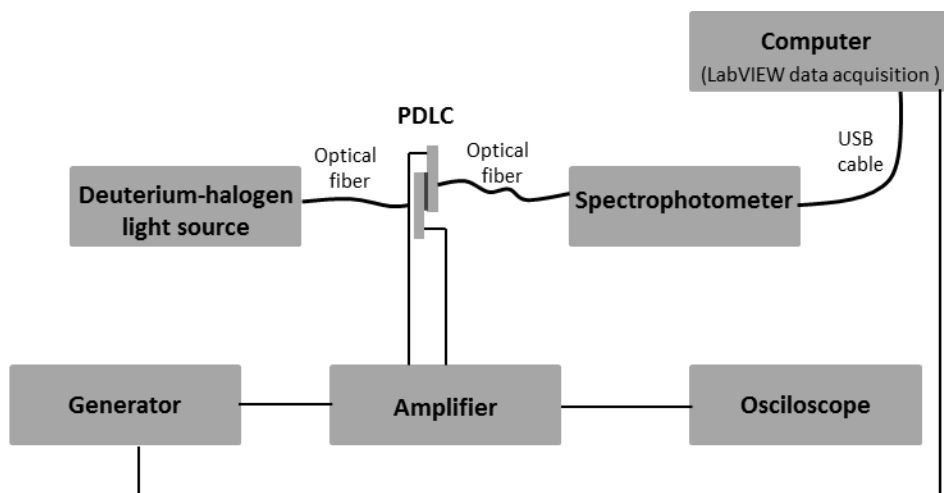 Computer
(LabVIEW data acquisition )
PDLC
Optical
fiber
Optical
fiber
USB
cable
Deuterium-halogen
light source
Spectrophotometer
Generator
Amplifier
Osciloscope